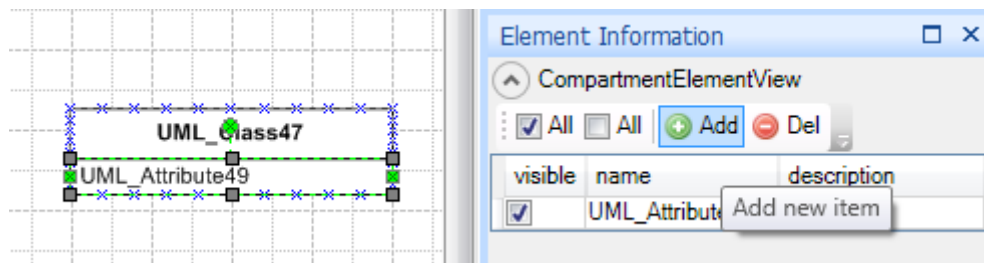 UML_Class47
UML_Attribute49
Element Information
CompartmentElementView
All All Add Del
visible name description
UML_Attribute
Add new item